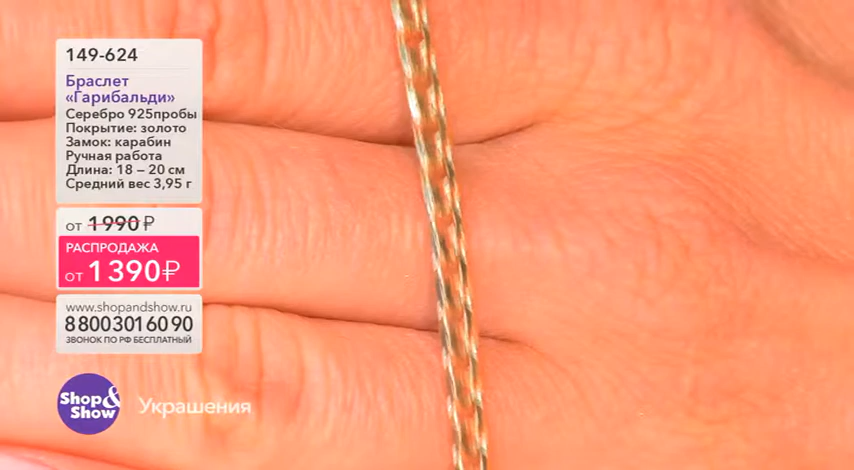 149-624
Браслет
«Гарибальди»
Серебро 925пробы
Покрытие: золото
Замок: карабин
Ручная работа
Длина: 18 – 20 см
Средний вес 3,95 г
от 1990 ₽
РАСПРОДАЖА
от 1390₽
www.shopandshow.ru
88003016090
ЗВОНОК ПО РФ БЕСПЛАТНЫЙ
Shop&
Show
Украшения